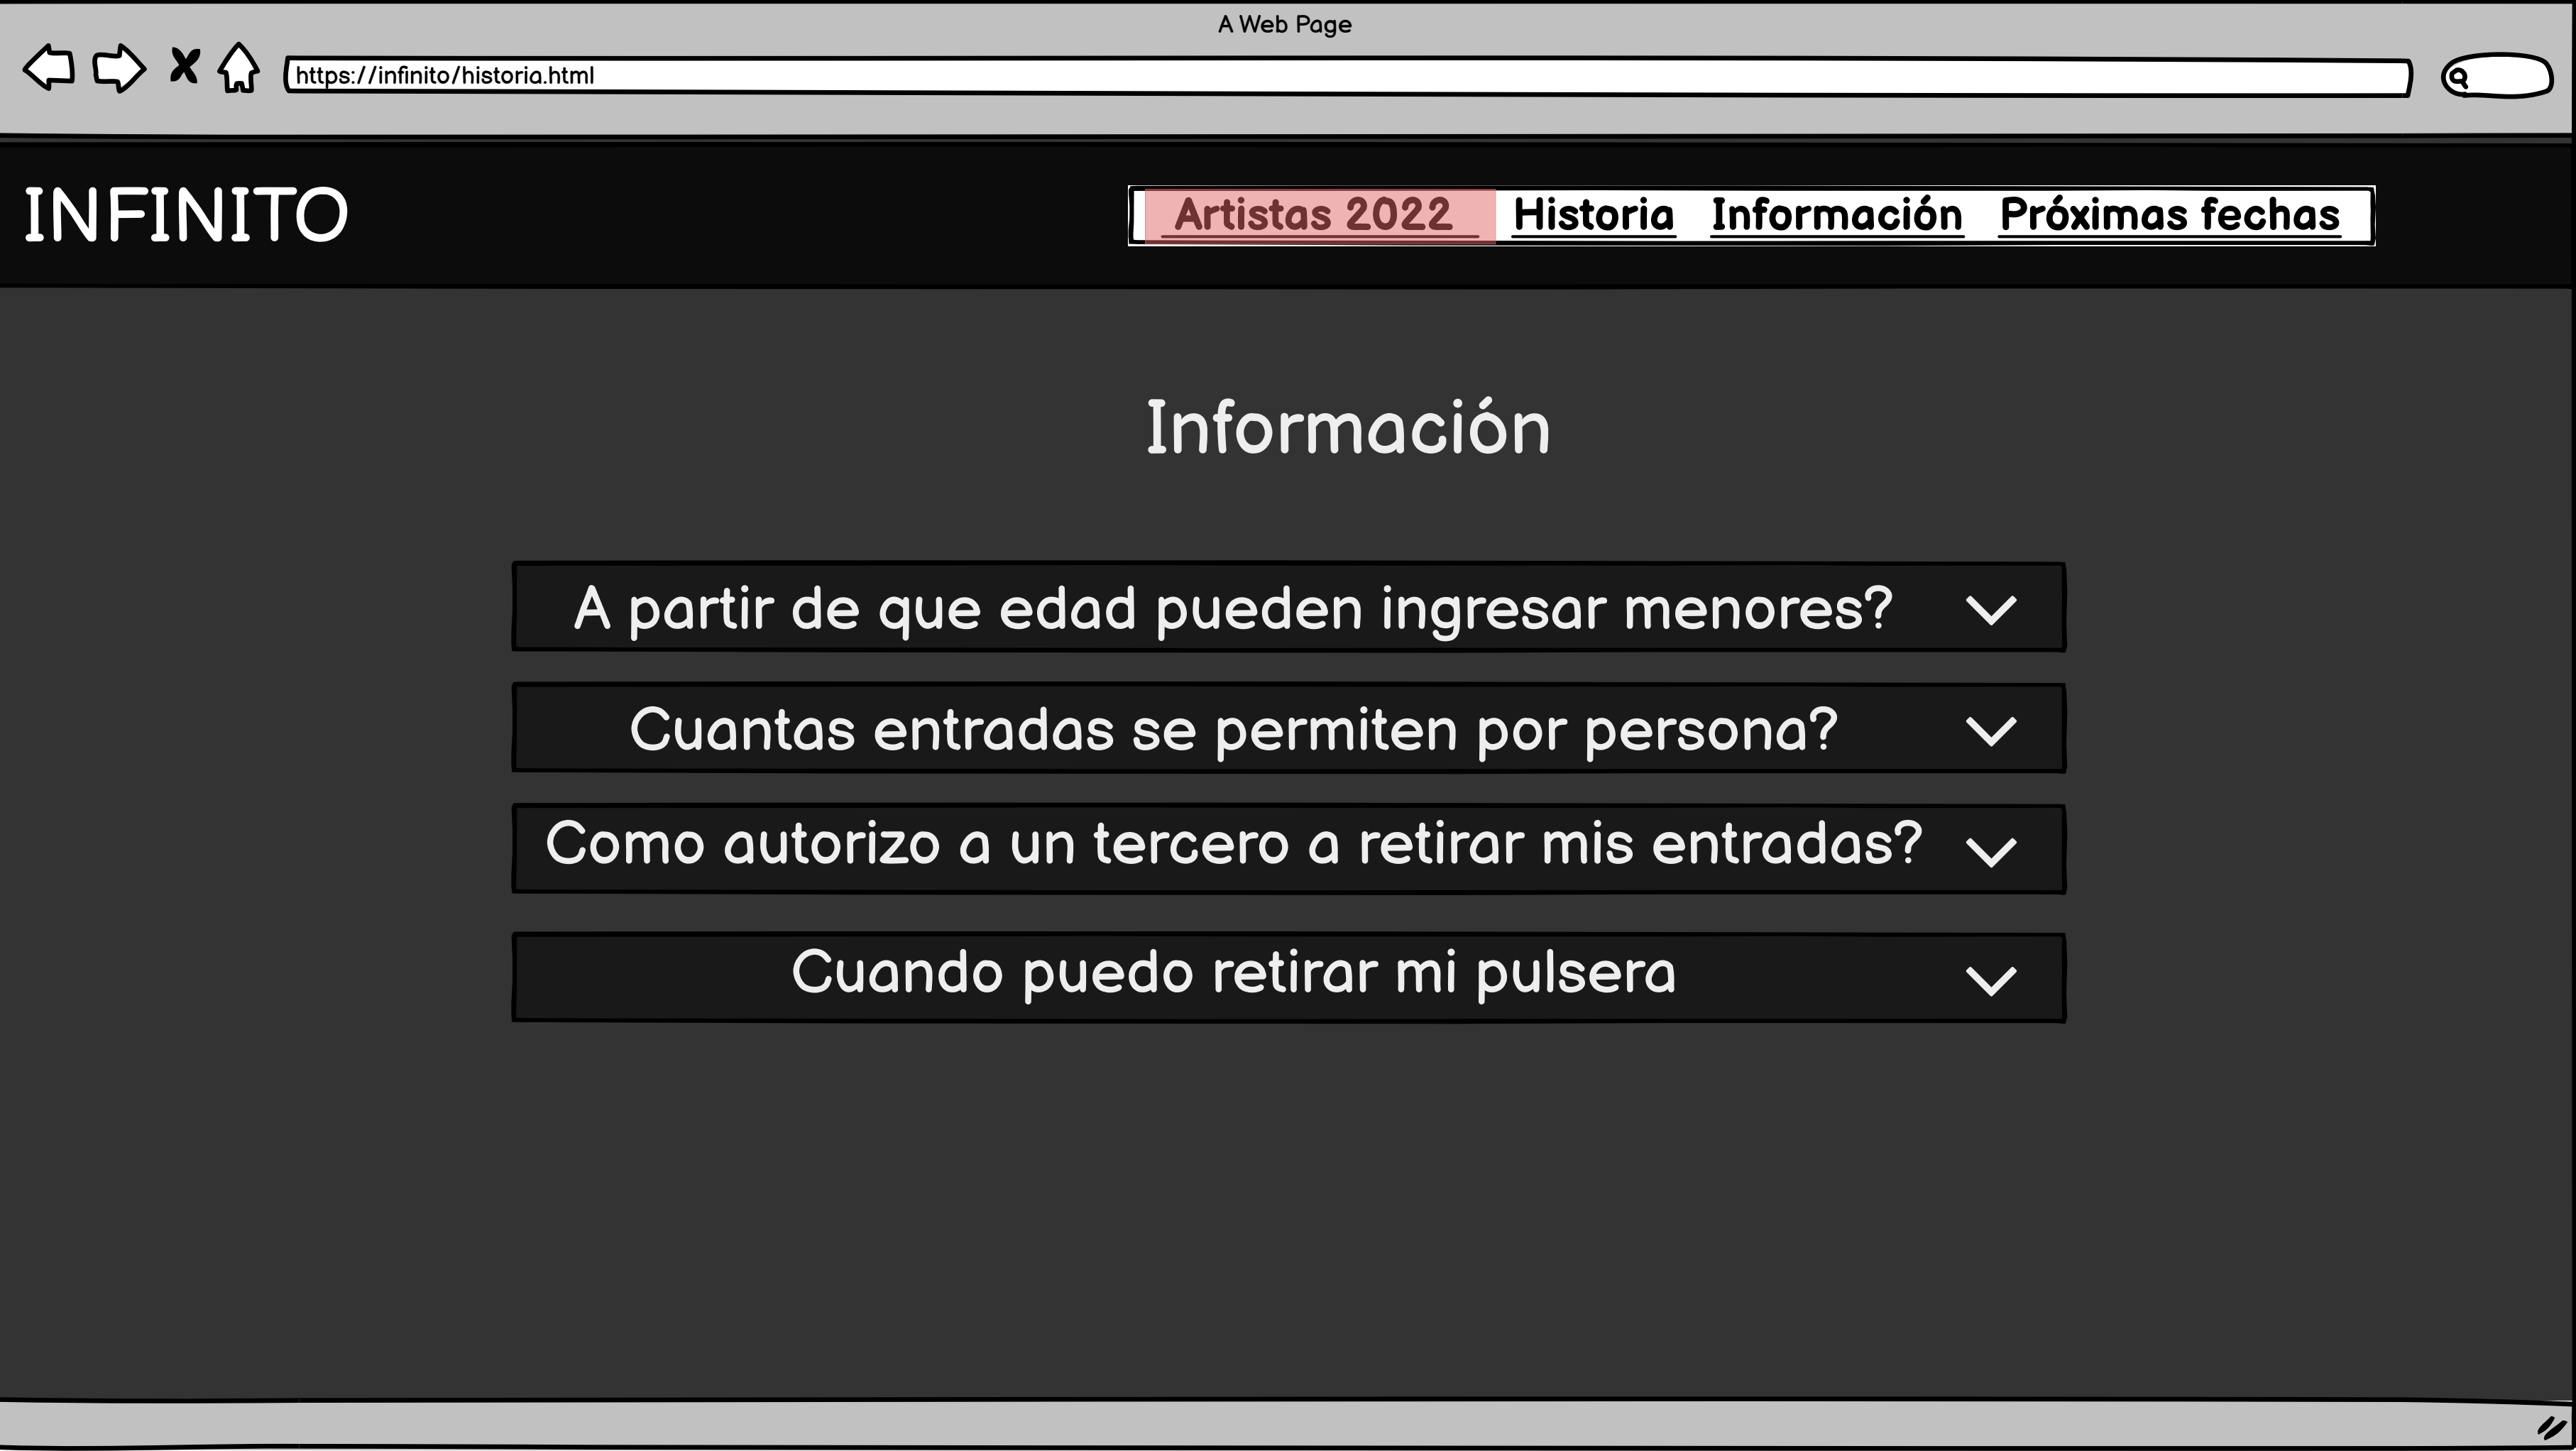 A Web Page
https://infinito/historia.html
INFINITO
Artistas 2022 Historia Información Próximas fechas
Información
A partir de que edad pueden ingresar menores?
Cuantas entradas se permiten por persona?
Como autorizo a un tercero a retirar mis entradas?
Cuando puedo retirar mi pulsera